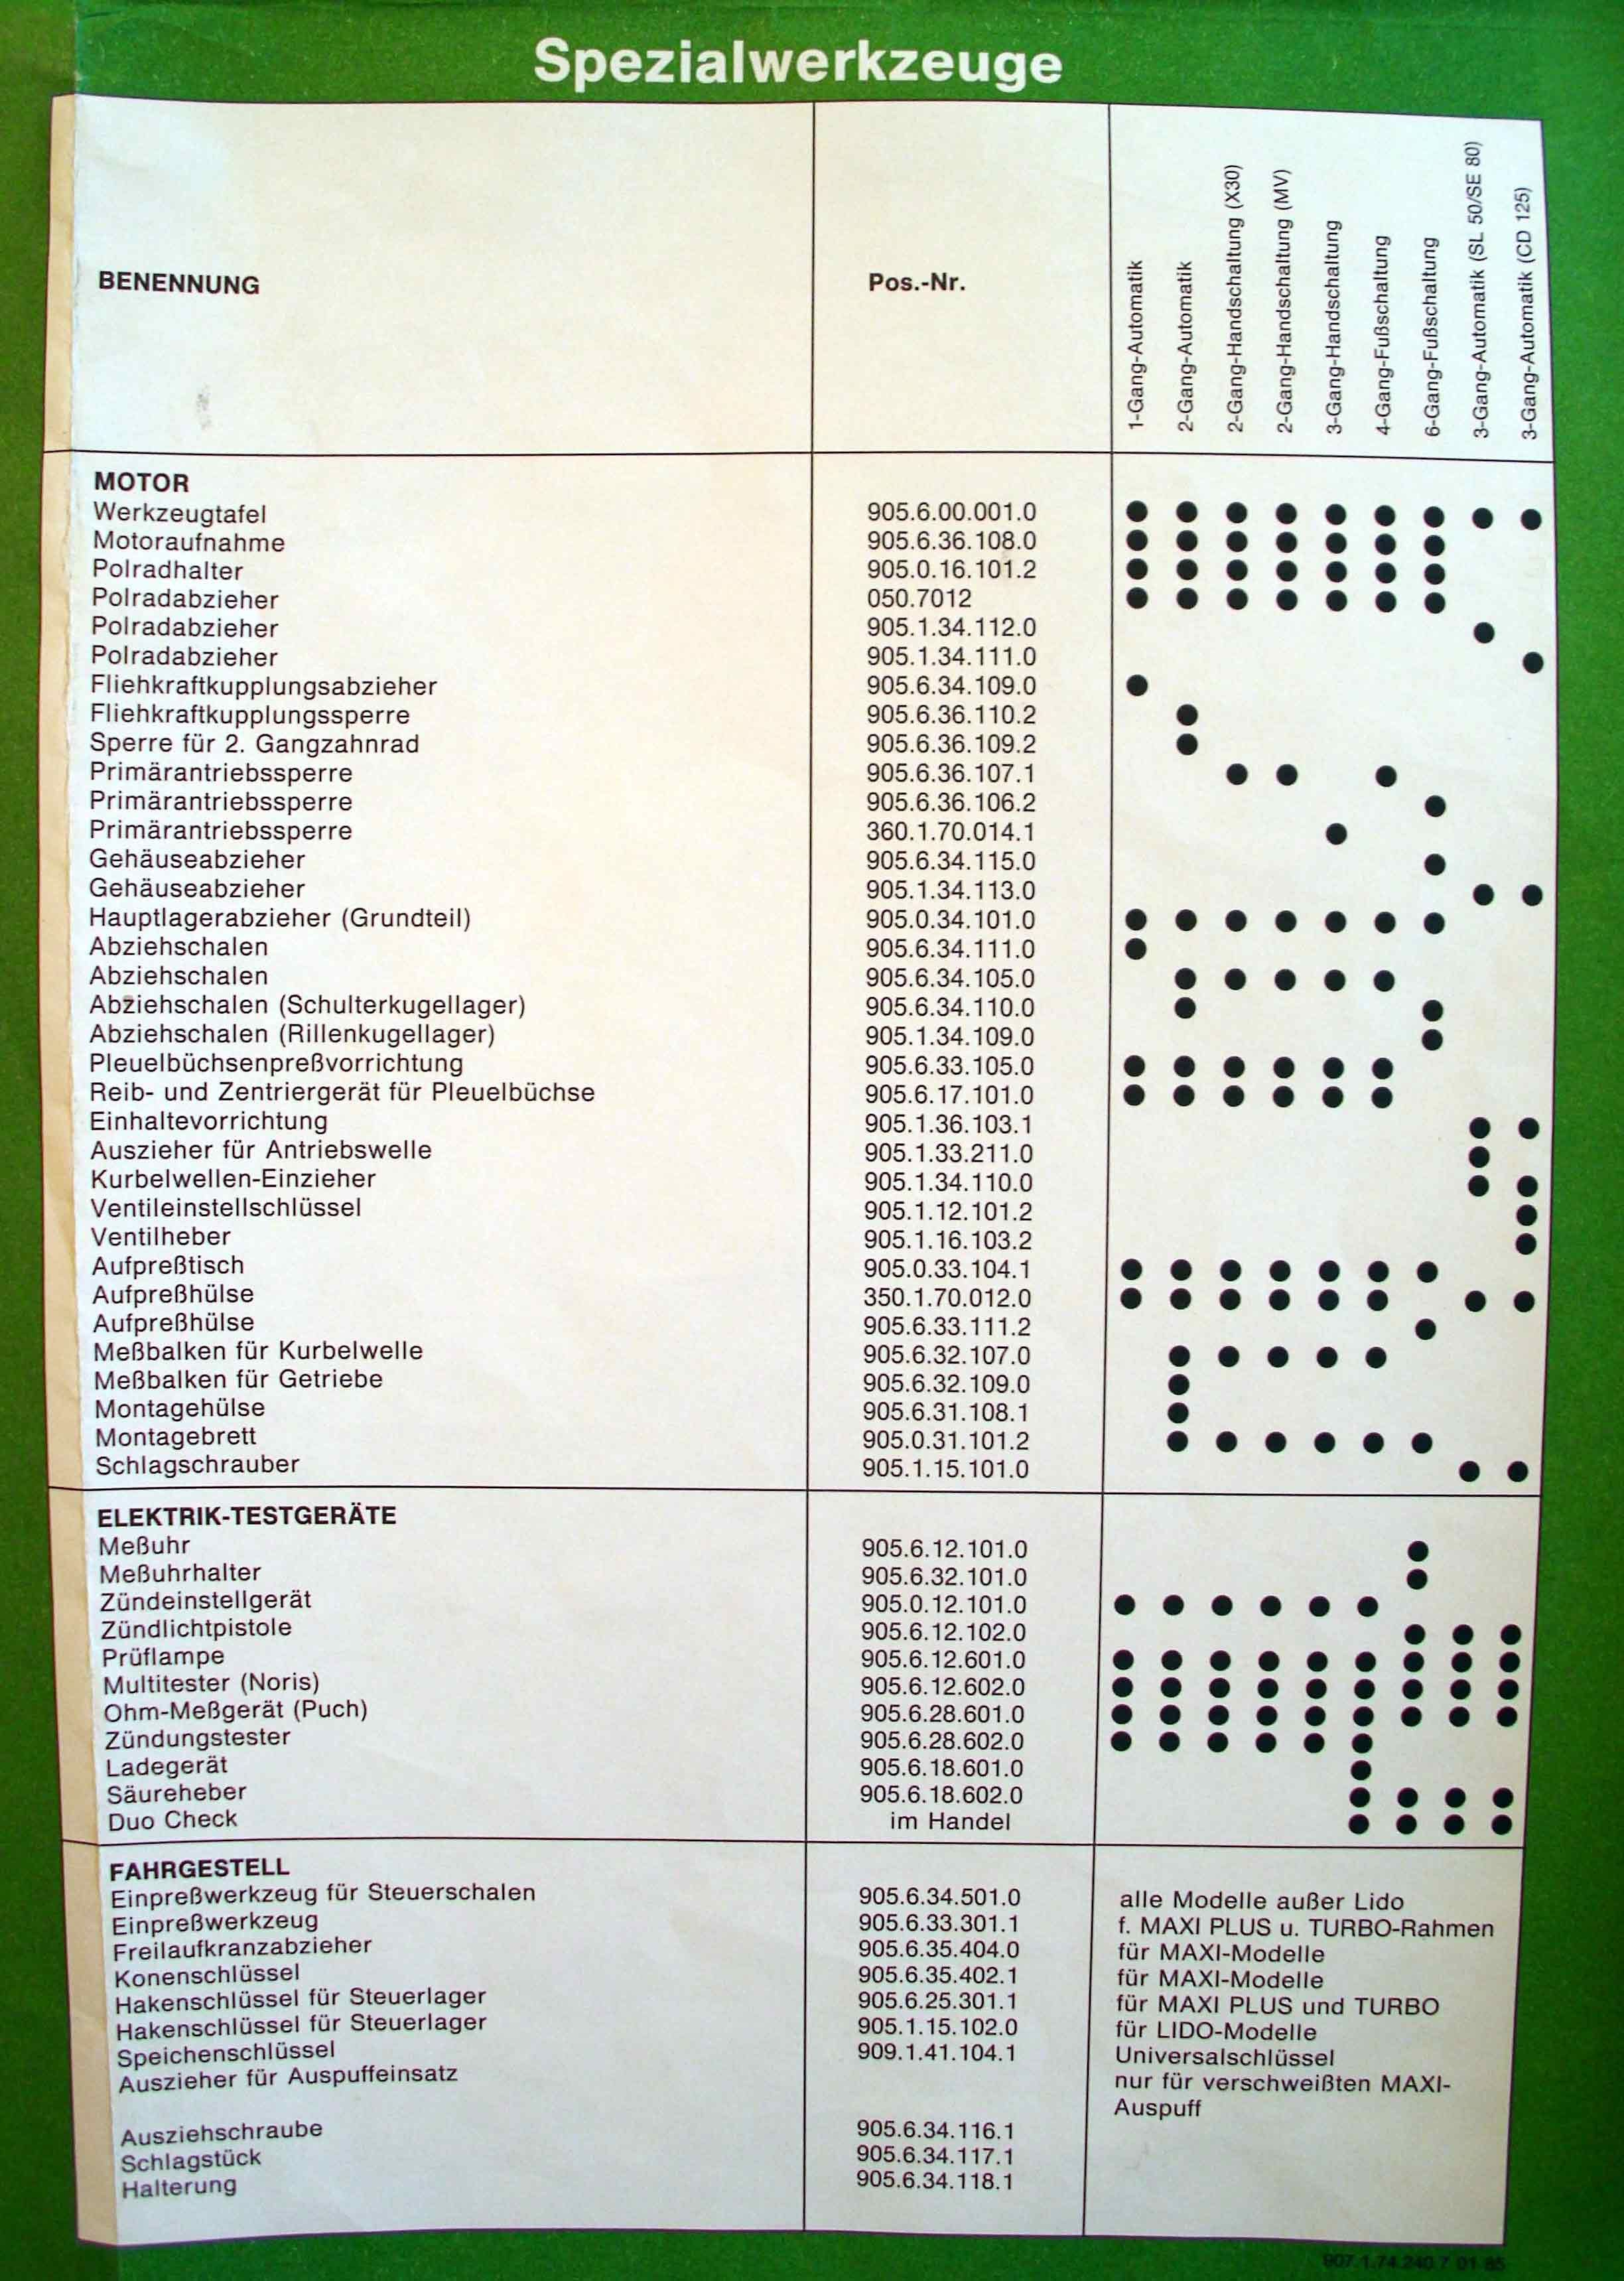 Spezialwerkzeuge
BENENNUNG Pos.-Nr. 1-Gang-Automatik 2-Gang-Automatik 2-Gang-Handschaltung (X30) 2-Gang-Handschaltung (MV) 3-Gang-Handschaltung 4-Gang-Fußschaltung 6-Gang-Fußschaltung 3-Gang-Automatik (SL 50/SE 80) 3-Gang-Automatik (CD 125)
MOTOR
Werkzeugtafel 905.6.00.001.0 ● ● ● ● ● ● ● ● ●
Motoraufnahme 905.6.36.108.0 ● ● ● ● ● ● ●
Polradhalter 905.0.16.101.2 ● ● ● ● ● ● ●
Polradabzieher 050.7012 ● ● ● ● ● ● ●
Polradabzieher 905.1.34.112.0 ●
Polradabzieher 905.1.34.111.0 ●
Fliehkraftkupplungsabzieher 905.6.34.109.0 ●
Fliehkraftkupplungssperre 905.6.36.110.2 ●
Sperre für 2. Gangzahnrad 905.6.36.109.2 ●
Primärantriebssperre 905.6.36.107.1 ● ● ●
Primärantriebssperre 905.6.36.106.2 ●
Primärantriebssperre 360.1.70.014.1 ●
Gehäuseabzieher 905.6.34.115.0 ●
Gehäuseabzieher 905.1.34.113.0 ● ●
Hauptlagerabzieher (Grundteil) 905.0.34.101.0 ● ● ● ● ● ● ●
Abziehschalen 905.6.34.111.0 ●
Abziehschalen 905.6.34.105.0 ● ● ● ● ●
Abziehschalen (Schulterkugellager) 905.6.34.110.0 ● ●
Abziehschalen (Rillenkugellager) 905.1.34.109.0 ●
Pleuelbüchsenpreßvorrichtung 905.6.33.105.0 ● ● ● ● ● ●
Reib- und Zentriergerät für Pleuelbüchse 905.6.17.101.0 ● ● ● ● ● ●
Einhaltevorrichtung 905.1.36.103.1 ● ●
Auszieher für Antriebswelle 905.1.33.211.0 ●
Kurbelwellen-Einzieher 905.1.34.110.0 ● ●
Ventileinstellschlüssel 905.1.12.101.2 ●
Ventilheber 905.1.16.103.2 ●
Aufpreßtisch 905.0.33.104.1 ● ● ● ● ● ● ●
Aufpreßhülse 350.1.70.012.0 ● ● ● ● ● ● ● ●
Aufpreßhülse 905.6.33.111.2 ●
Meßbalken für Kurbelwelle 905.6.32.107.0 ● ● ● ● ●
Meßbalken für Getriebe 905.6.32.109.0 ●
Montagehülse 905.6.31.108.1 ●
Montagebrett 905.0.31.101.2 ● ● ● ● ● ●
Schlagschrauber 905.1.15.101.0 ● ●
ELEKTRIK-TESTGERÄTE
Meßuhr 905.6.12.101.0 ●
Meßuhrhalter 905.6.32.101.0 ●
Zündeinstellgerät 905.0.12.101.0 ● ● ● ● ● ●
Zündlichtpistole 905.6.12.102.0 ● ● ●
Prüflampe 905.6.12.601.0 ● ● ● ● ● ● ● ● ●
Multitester (Noris) 905.6.12.602.0 ● ● ● ● ● ● ● ● ●
Ohm-Meßgerät (Puch) 905.6.28.601.0 ● ● ● ● ● ● ● ● ●
Zündungstester 905.6.28.602.0 ● ● ● ● ● ●
Ladegerät 905.6.18.601.0 ●
Säureheber 905.6.18.602.0 ● ● ● ●
Duo Check im Handel ● ● ● ●
FAHRGESTELL
Einpreßwerkzeug für Steuerschalen 905.6.34.501.0 alle Modelle außer Lido
Einpreßwerkzeug 905.6.33.301.1 f. MAXI PLUS u. TURBO-Rahmen
Freilaufkranzabzieher 905.6.35.404.0 für MAXI-Modelle
Konenschlüssel 905.6.35.402.1 für MAXI-Modelle
Hakenschlüssel für Steuerlager 905.6.25.301.1 für MAXI PLUS und TURBO
Hakenschlüssel für Steuerlager 905.1.15.102.0 für LIDO-Modelle
Speichenschlüssel 909.1.41.104.1 Universalschlüssel
Auszieher für Auspuffeinsatz nur für verschweißten MAXI-
Auspuff
Ausziehschraube 905.6.34.116.1
Schlagstück 905.6.34.117.1
Halterung 905.6.34.118.1
907.1.74.240.7 01 85